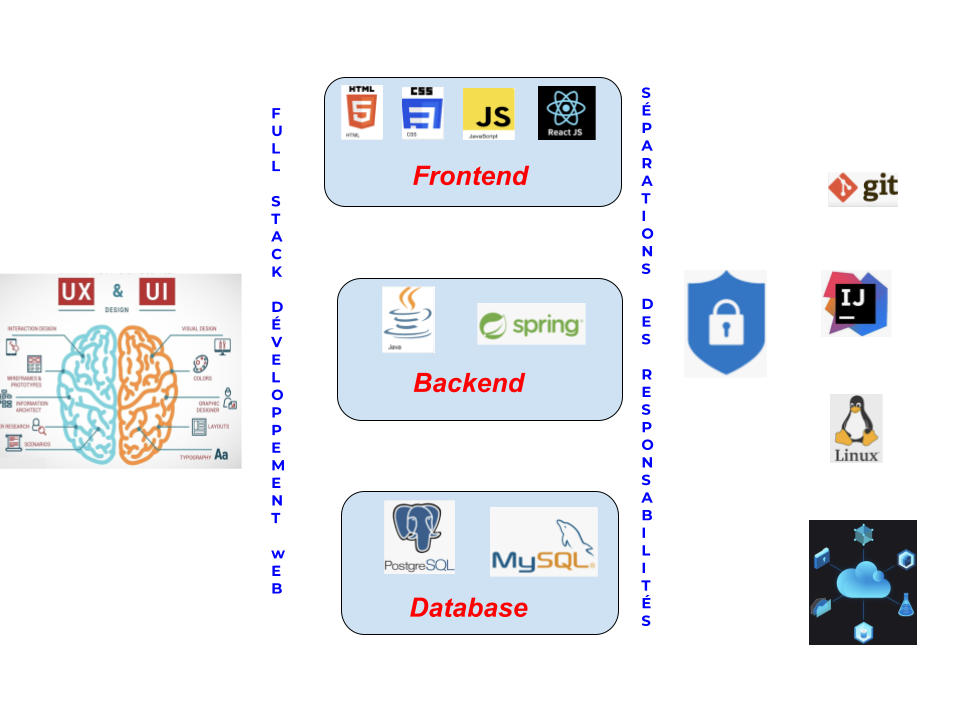 HTML
5
HTML
CSS
CSS
JS
JavaScript
React JS
Frontend
FULL STACK DÉVELOPPEMENT wEB
SÉPARATIONS DES RESPONSABILITÉS
git
UX & UI
DESIGN
INTERACTION DESIGN
VISUAL DESIGN
WIREFRAMES &
PROTOTYPES
COLORS
INFORMATION
ARCHITECT
GRAPHIC
DESIGNER
ER RESEARCH
LAYOUTS
SCENARIOS
TYPOGRAPHY Aa
Java
spring
Backend
IJ
Linux
PostgreSQL
MySQL
Database